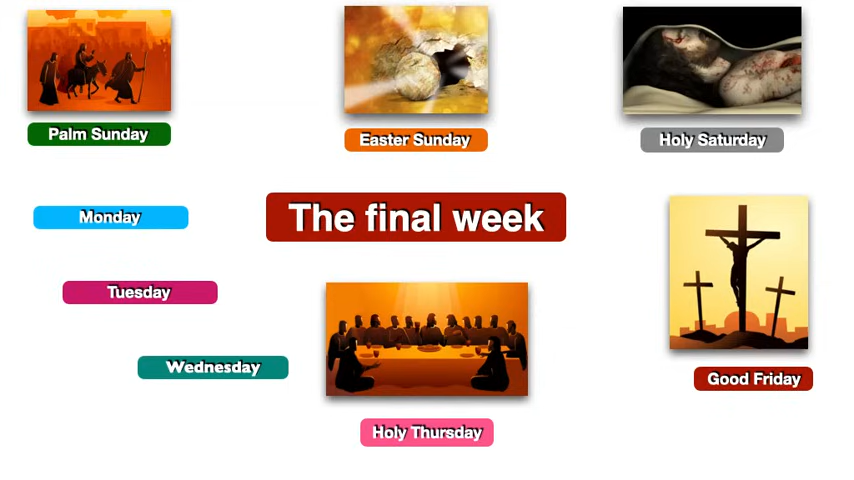 Palm Sunday
Easter Sunday
Holy Saturday
Monday
The final week
Tuesday
Wednesday
Good Friday
Holy Thursday